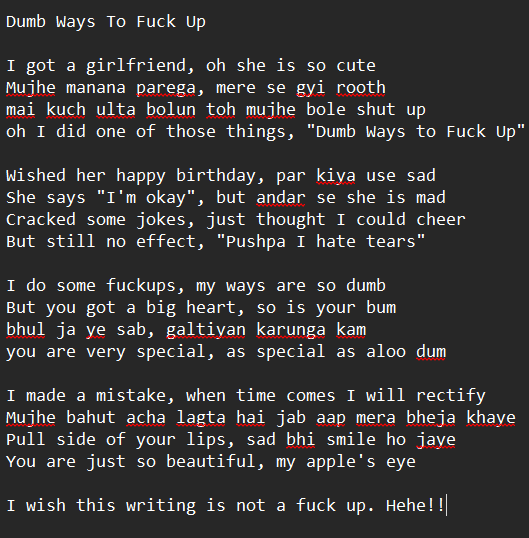 Dumb Ways To Fuck Up
I got a girlfriend, oh she is so cute
Mujhe manana parega, mere se gyi rooth
mai kuch ulta bolun toh mujhe bole shut up
oh I did one of those things, "Dumb Ways to Fuck Up"
Wished her happy birthday, par kiya use sad
She says "I'm okay", but andar se she is mad
Cracked some jokes, just thought I could cheer
But still no effect, "Pushpa I hate tears"
I do some fuckups, my ways are so dumb
But you got a big heart, so is your bum
bhul ja ye sab, galtiyan karunga kam
you are very special, as special as aloo dum
I made a mistake, when time comes I will rectify
Mujhe bahut acha lagta hai jab aap mera bheja khaye
Pull side of your lips, sad bhi smile ho jaye
You are just so beautiful, my apple's eye
I wish this writing is not a fuck up. Hehe!!